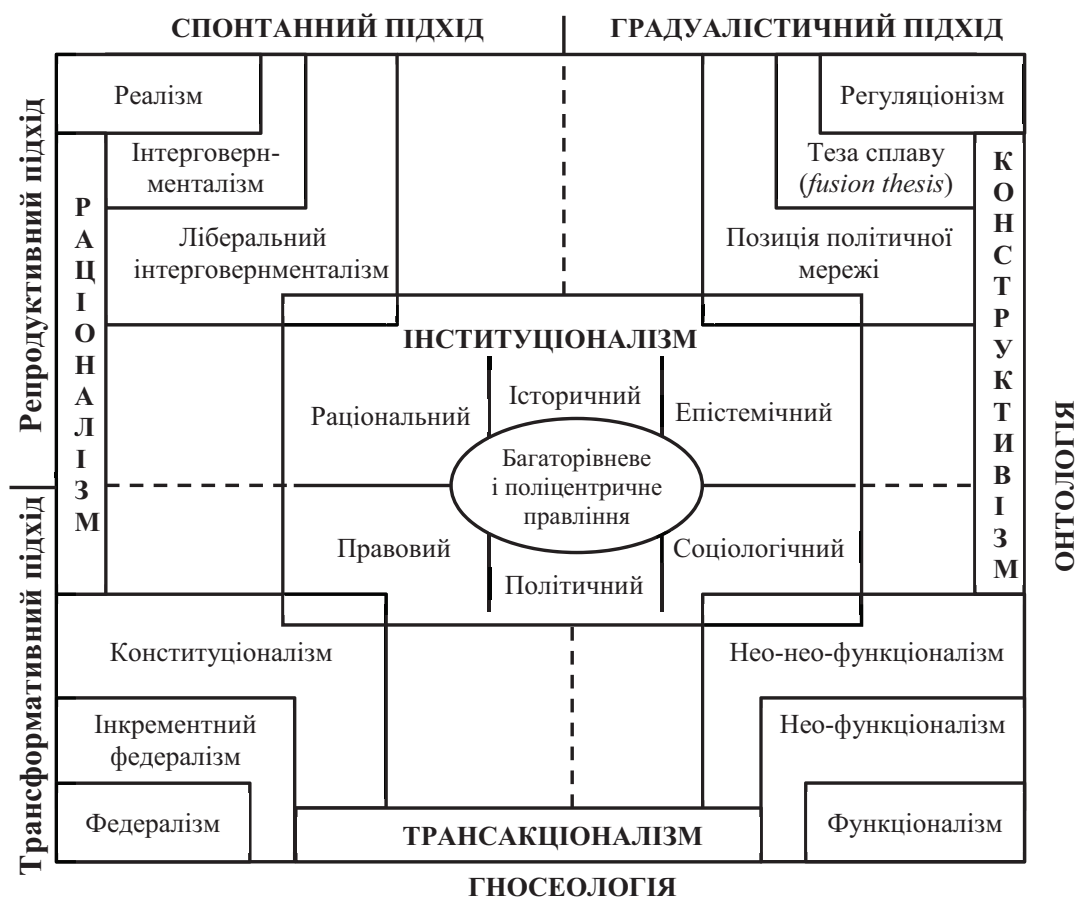 СПОНТАННИЙ ПІДХІД
ГРАДУАЛІСТИЧНИЙ ПІДХІД
Репродуктивний підхід
Трансформативний підхід
Реалізм
Регуляціонізм
Інтерговерн-
менталізм
Теза сплаву
(fusion thesis)
РАЦІОНАЛІЗМ
КОНСТРУКТИВІЗМ
Ліберальний
інтерговернменталізм
Позиція політичної
мережі
ІНСТИТУЦІОНАЛІЗМ
Раціональний
Історичний
Епістемічний
Багаторівневе
і поліцентричне
правління
Правовий
Політичний
Соціологічний
ОНТОЛОГІЯ
Конституціоналізм
Нео-нео-функціоналізм
Інкрементний
федералізм
Нео-функціоналізм
Федералізм
ТРАНСАКЦІОНАЛІЗМ
Функціоналізм
ГНОСЕОЛОГІЯ